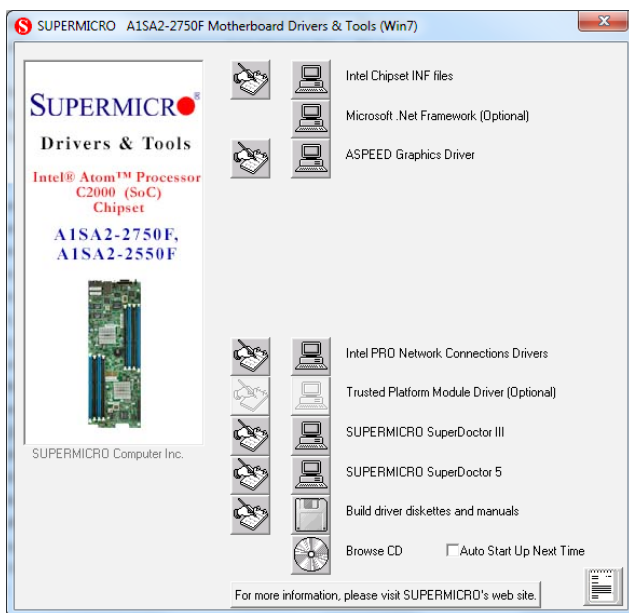 SUPERMICRO A1SA2-2750F Motherboard Drivers & Tools (Win7)
SUPERMICRO®
Drivers & Tools
Intel® Atom™ Processor
C2000 (SoC)
Chipset
A1SA2-2750F,
A1SA2-2550F
SUPERMICRO Computer Inc.
Intel Chipset INF files
Microsoft .Net Framework (Optional)
ASPEED Graphics Driver
Intel PRO Network Connections Drivers
Trusted Platform Module Driver (Optional)
SUPERMICRO SuperDoctor III
SUPERMICRO SuperDoctor 5
Build driver diskettes and manuals
Browse CD
Auto Start Up Next Time
For more information, please visit SUPERMICRO's web site.